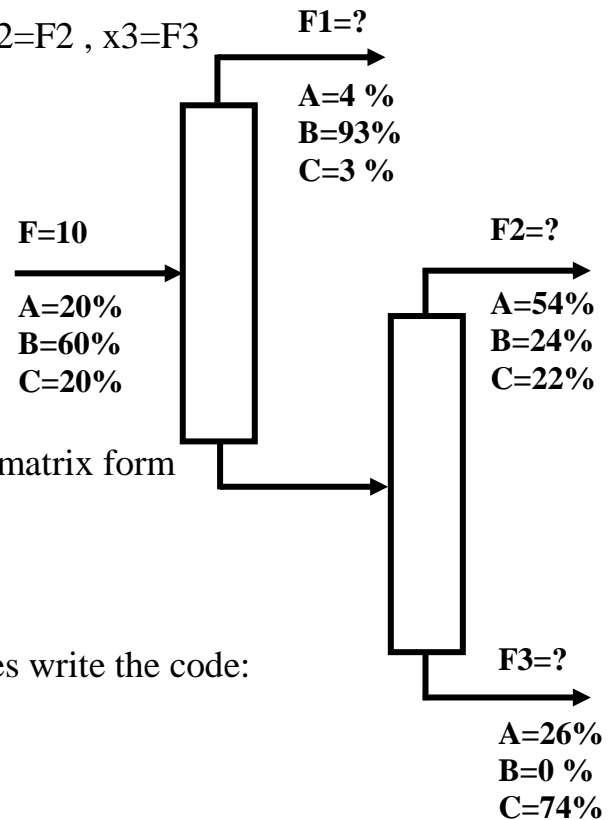 2=F2 , x3=F3
F1=?
A=4 %
B=93%
C=3 %
F=10
A=20%
B=60%
C=20%
F2=?
A=54%
B=24%
C=22%
matrix form
es write the code:
F3=?
A=26%
B=0 %
C=74%